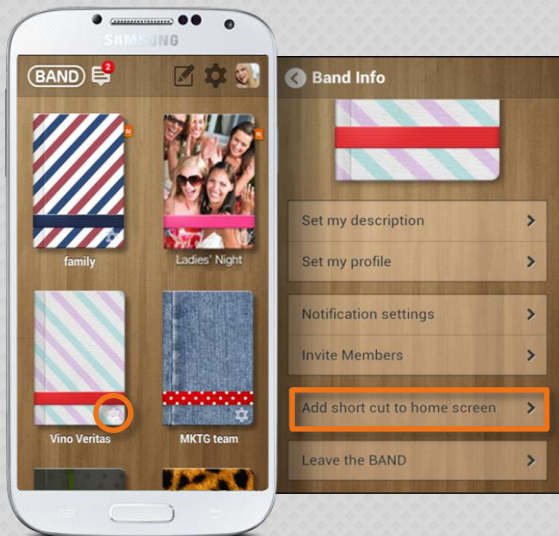 SAMSUNG
BAND
2
N
N
family
Ladies' Night
Vino Veritas
MKTG team
Band Info
Set my description
Set my profile
Notification settings
Invite Members
Add short cut to home screen
Leave the BAND